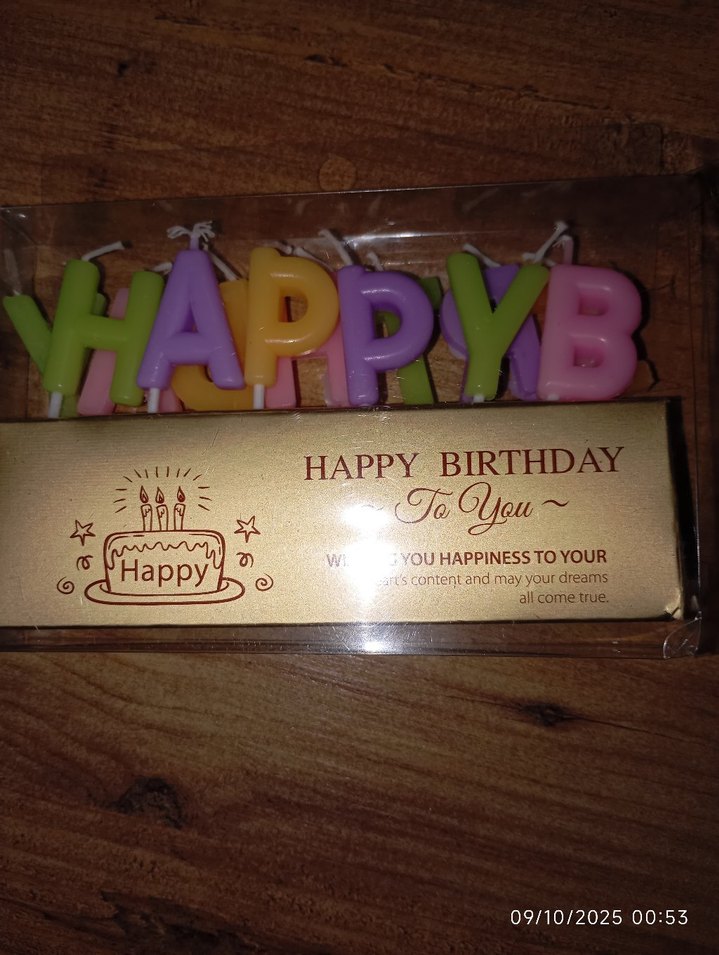 HAPPYB
Happy
HAPPY BIRTHDAY
~ To You ~
YOU HAPPINESS TO YOUR
content and may your dreams
all come true.
09/10/2025 00:53